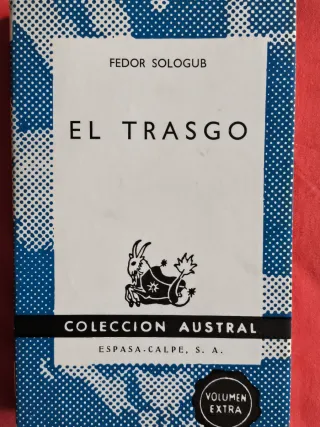 FEDOR SOLOGUB
EL TRASGO
COLECCION AUSTRAL
ESPASA-CALPE, S. A.
VOLUMEN
EXTRA